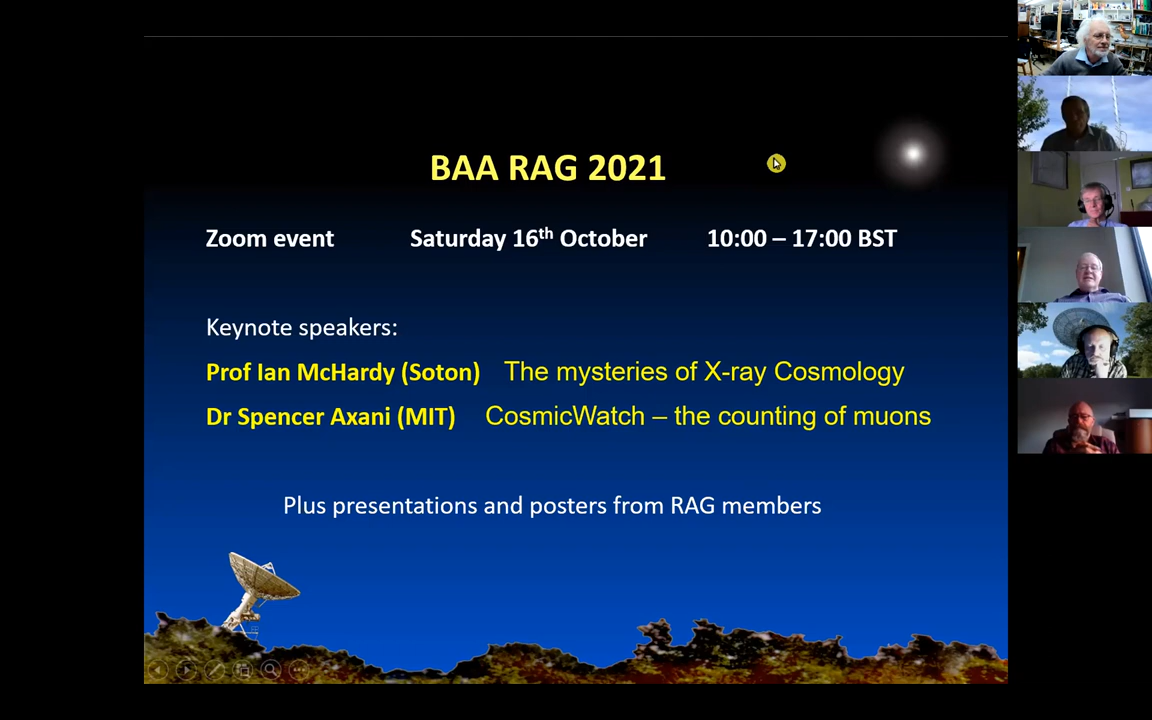 BAA RAG 2021
Zoom event Saturday 16th October 10:00 – 17:00 BST
Keynote speakers:
Prof Ian McHardy (Soton) The mysteries of X-ray Cosmology
Dr Spencer Axani (MIT) CosmicWatch – the counting of muons
Plus presentations and posters from RAG members